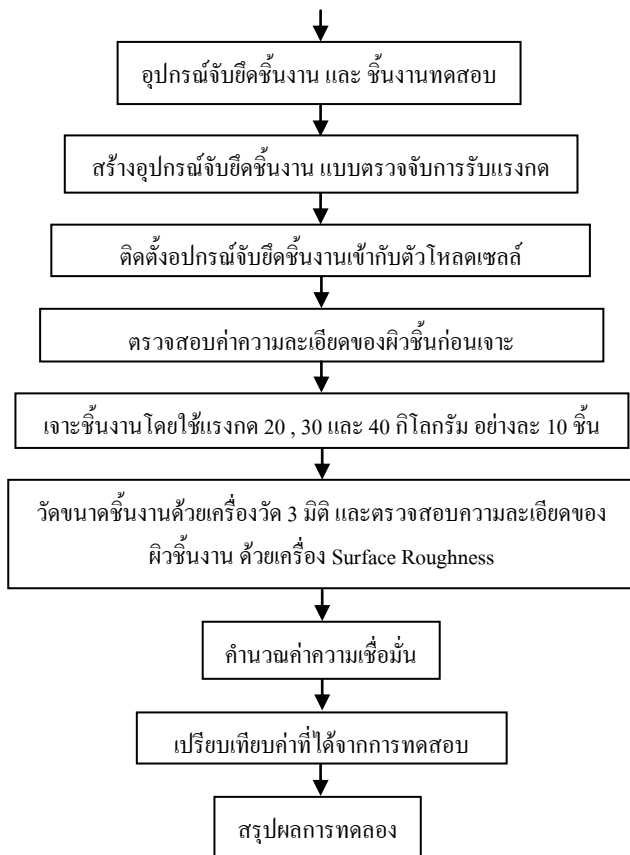 อุปกรณ์จับยึดชิ้นงาน และ ชิ้นงานทดสอบ
สร้างอุปกรณ์จับยึดชิ้นงาน แบบตรวจจับการรับแรงกด
ติดตั้งอปกรณ์จับยึดชิ้นงานเข้ากับตัวโหลดเซลล์
ตรวจสอบค่าความละเอียดของผิวชิ้นก่อนเจาะ
เจาะชิ้นงานโดยใช้แรงกด 20 , 30 และ 40 กิโลกรัม อย่างละ 10 ชิ้น
วัดขนาดชิ้นงานด้วยเครื่องวัด 3 มิติ และตรวจสอบความละเอียดของ
ผิวชิ้นงาน ด้วยเครื่อง Surface Roughness
คำนวณค่าความเชื่อมั่น
เปรียบเทียบค่าที่ได้จากการทดสอบ
สรุปผลการทดลอง